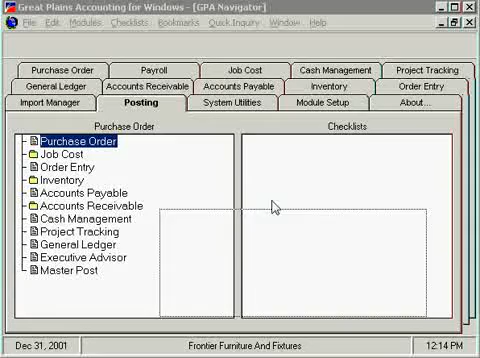 Great Plains Accounting for Windows - [GPA Navigator]
File Edit Modules Checklists Bookmarks Quick Inquiry Window Help
Purchase Order Payroll Job Cost Cash Management Project Tracking
General Ledger Accounts Receivable Accounts Payable Inventory Order Entry
Import Manager Posting System Utilities Module Setup About...
Purchase Order Checklists
Purchase Order
Job Cost
Order Entry
Inventory
Accounts Payable
Accounts Receivable
Cash Management
Project Tracking
General Ledger
Executive Advisor
Master Post
Dec 31, 2001 Frontier Furniture And Fixtures 12:14 PM